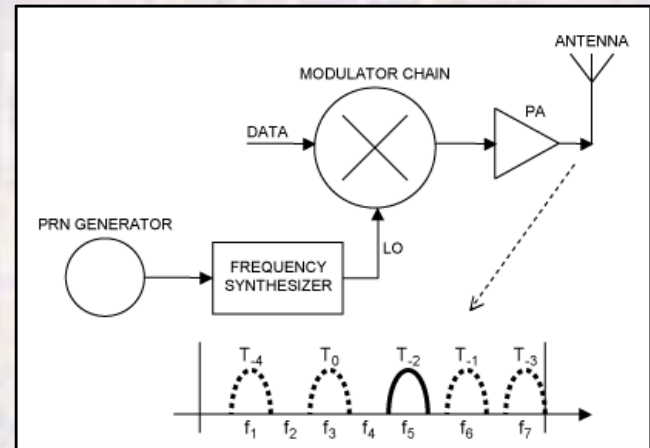 ANTENNA
MODULATOR CHAIN
PA
DATA
PRN GENERATOR
LO
FREQUENCY
SYNTHESIZER
T-4 T0 T-2 T-1 T-3
f1 f2 f3 f4 f5 f6 f7